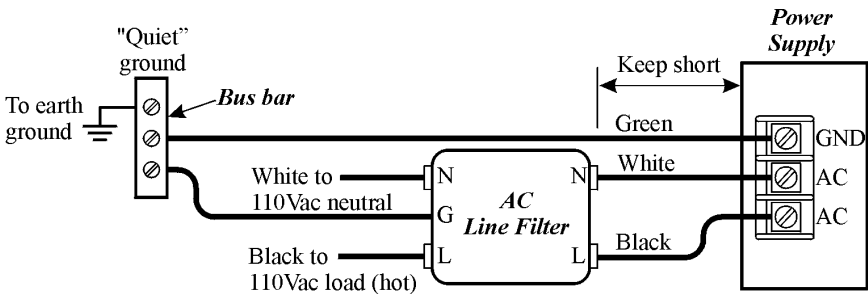 Power
Supply
"Quiet”
ground
Keep short
To earth
ground
Bus bar
Green
GND
White
White to
110Vac neutral
N
G
L
AC
Line Filter
N
L
AC
AC
Black
Black to
110Vac load (hot)